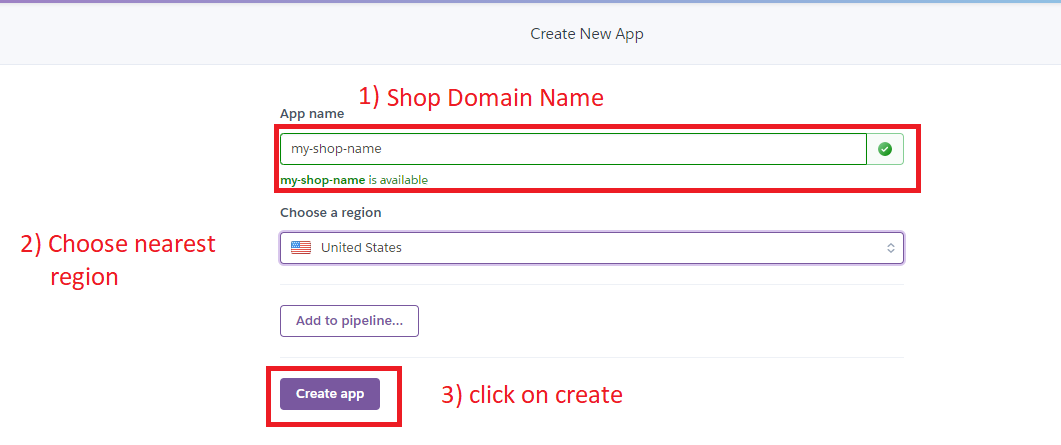 Create New App
1) Shop Domain Name
App name
my-shop-name
my-shop-name is available
Choose a region
2) Choose nearest
region
United States
Add to pipeline...
Create app
3) click on create